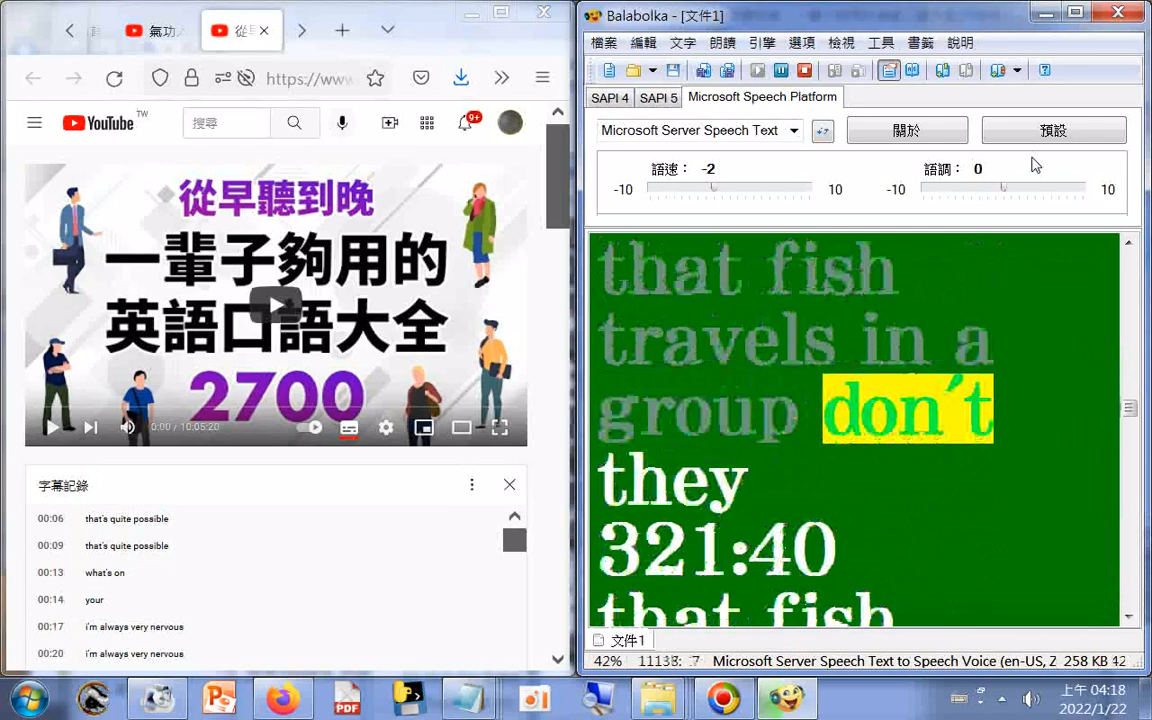 氣功
從
https://www
YouTube TW
搜尋
9+
從早聽到晚
一輩子夠用的
英語口語大全
2700
0:00 / 10:05:20
字幕記錄
00:06 that's quite possible
00:09 that's quite possible
00:13 what's on
00:14 your
00:17 i'm always very nervous
00:20 i'm always very nervous
Balabolka - [文件1]
檔案 編輯 文字 朗讀 引擎 選項 檢視 工具 書籤 說明
SAPI 4 SAPI 5 Microsoft Speech Platform
Microsoft Server Speech Text 關於 預設
語速： -2 語調： 0
-10 10 -10 10
that fish
travels in a
group don´t
they
321:40
that fish
文件1
42% Microsoft Server Speech Text to Speech Voice (en-US, Z 258 KB 42
PDF
上午 04:18
2022/1/22